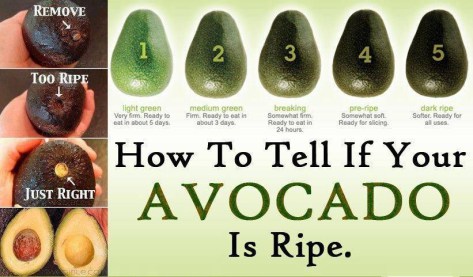 REMOVE
TOO RIPE
JUST RIGHT
1
2
3
4
5
light green
Very firm. Ready to
eat in about 5 days.
medium green
Firm. Ready to eat in
about 3 days.
breaking
Somewhat firm.
Ready to eat in
24 hours.
pre-ripe
Somewhat soft.
Ready for slicing.
dark ripe
Softer. Ready for
all uses.
How To Tell If Your
AVOCADO
Is Ripe.